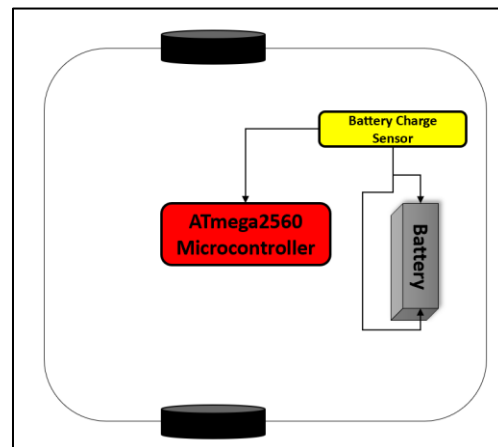 Battery Charge
Sensor
ATmega2560
Microcontroller
Battery